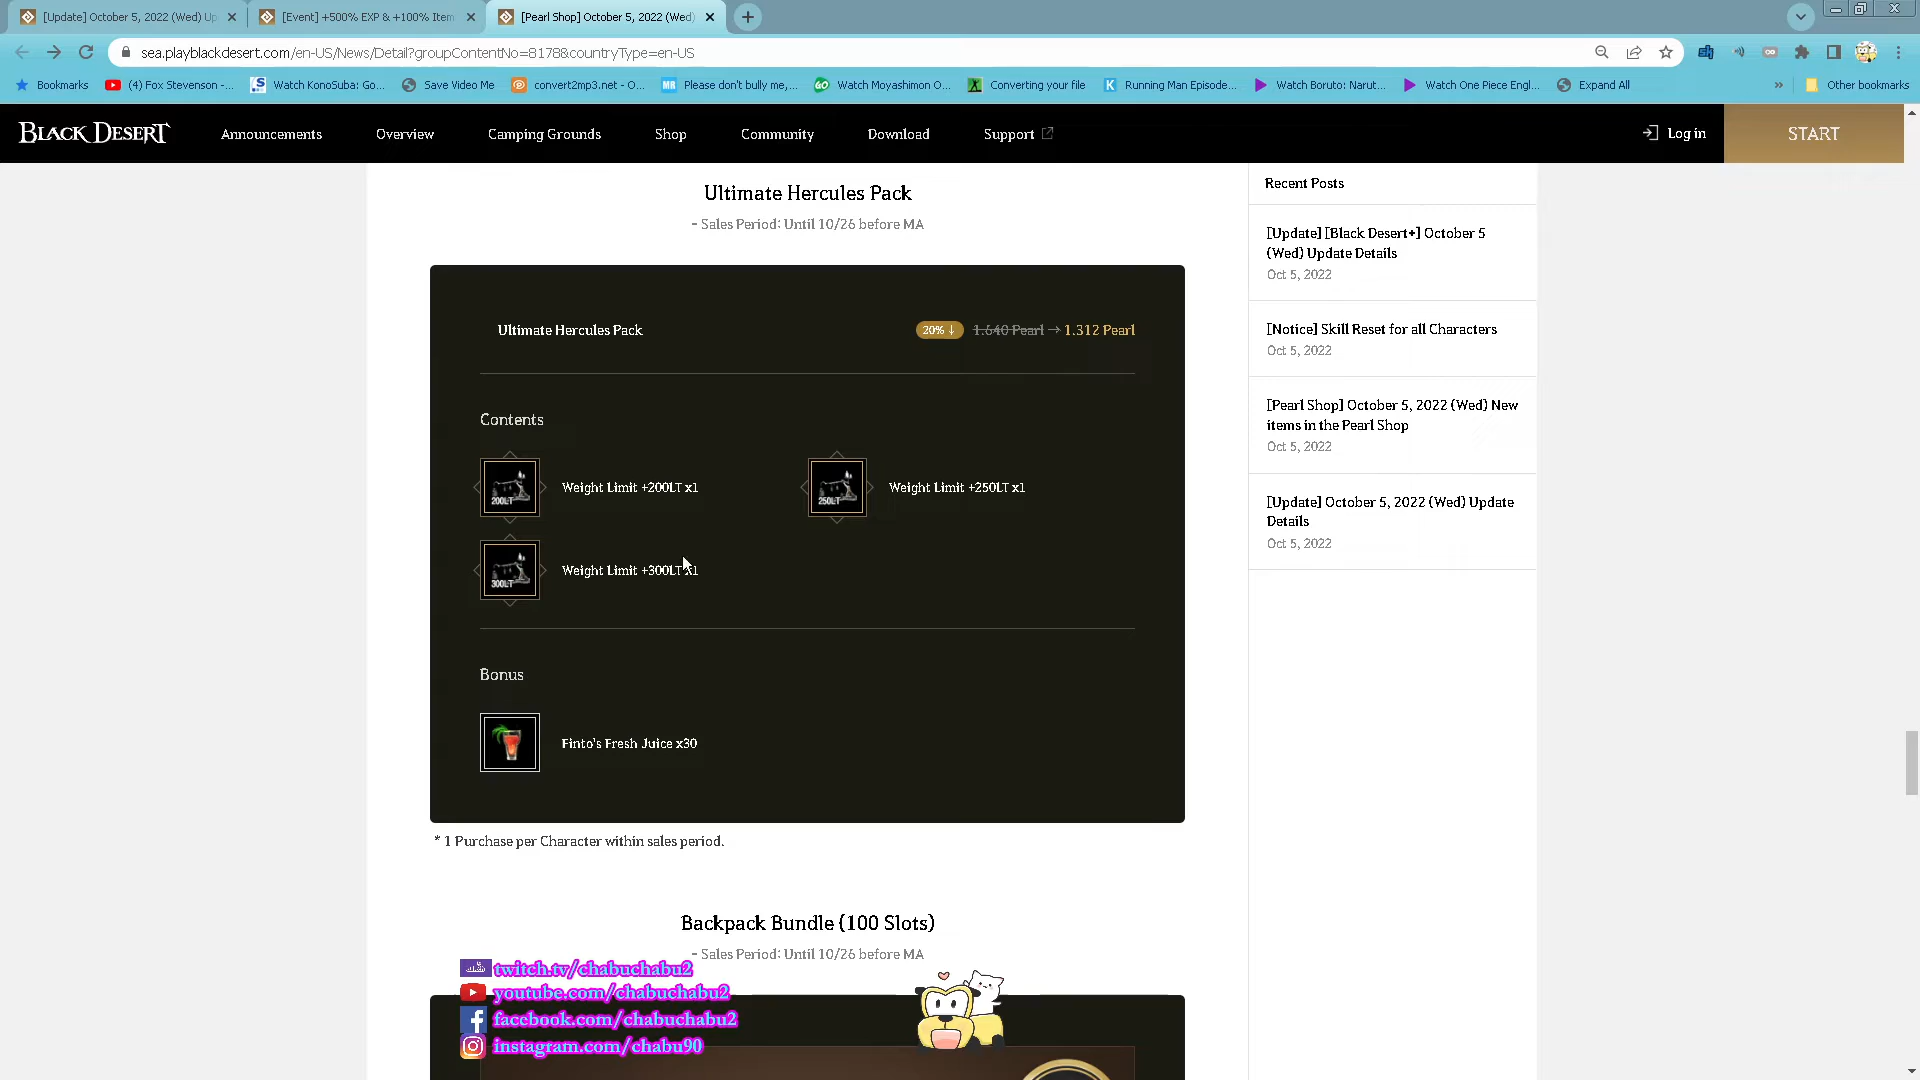 [Update] October 5, 2022 (Wed) Up
[Event] +500% EXP & +100% Item
[Pearl Shop] October 5, 2022 (Wed)
sea.playblackdesert.com/en-US/News/Detail?groupContentNo=8178&countryType=en-US
Bookmarks
(4) Fox Stevenson -...
Watch KonoSuba: Go...
Save Video Me
convert2mp3.net - O...
Please don't bully me,...
Watch Moyashimon O...
Converting your file
Running Man Episode...
Watch Boruto: Narut...
Watch One Piece Engl...
Expand All
»
Other bookmarks
BLACK DESERT
Announcements
Overview
Camping Grounds
Shop
Community
Download
Support
Log in
START
Ultimate Hercules Pack
- Sales Period: Until 10/26 before MA
Ultimate Hercules Pack
20% ↓ 1.640 Pearl → 1.312 Pearl
Contents
200LT
Weight Limit +200LT x1
250LT
Weight Limit +250LT x1
300LT
Weight Limit +300LT x1
Bonus
Finto's Fresh Juice x30
* 1 Purchase per Character within sales period.
Backpack Bundle (100 Slots)
- Sales Period: Until 10/26 before MA
twitch.tv/chabuchabu2
youtube.com/chabuchabu2
facebook.com/chabuchabu2
instagram.com/chabu90
Recent Posts
[Update] [Black Desert+] October 5
(Wed) Update Details
Oct 5, 2022
[Notice] Skill Reset for all Characters
Oct 5, 2022
[Pearl Shop] October 5, 2022 (Wed) New
items in the Pearl Shop
Oct 5, 2022
[Update] October 5, 2022 (Wed) Update
Details
Oct 5, 2022